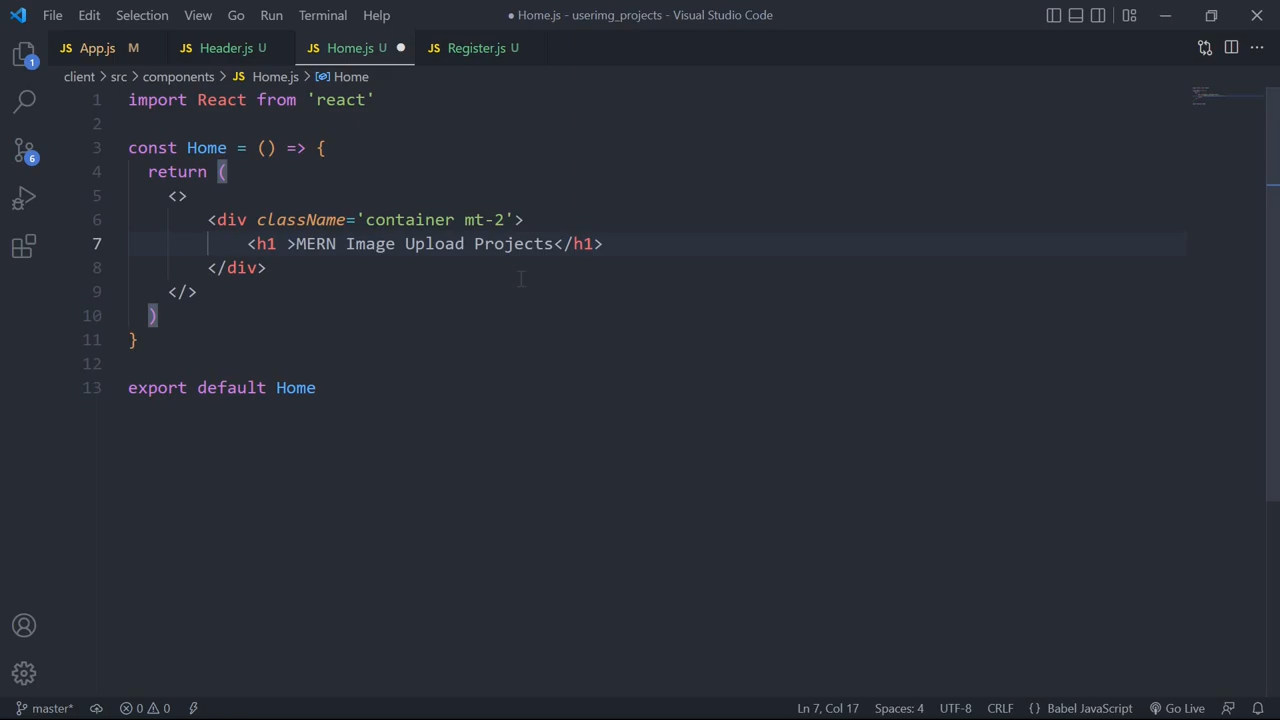 File Edit Selection View Go Run Terminal Help ● Home.js - userimg_projects - Visual Studio Code
JS App.js M JS Header.js U JS Home.js U ● JS Register.js U ···
client > src > components > JS Home.js > Home
1 import React from 'react'
2
3 const Home = () => {
4 return (
5 <>
6 <div className='container mt-2'>
7 <h1 >MERN Image Upload Projects</h1>
8 </div>
9 </>
10 )
11 }
12
13 export default Home
1
6
master* 0 0 Ln 7, Col 17 Spaces: 4 UTF-8 CRLF {} Babel JavaScript Go Live